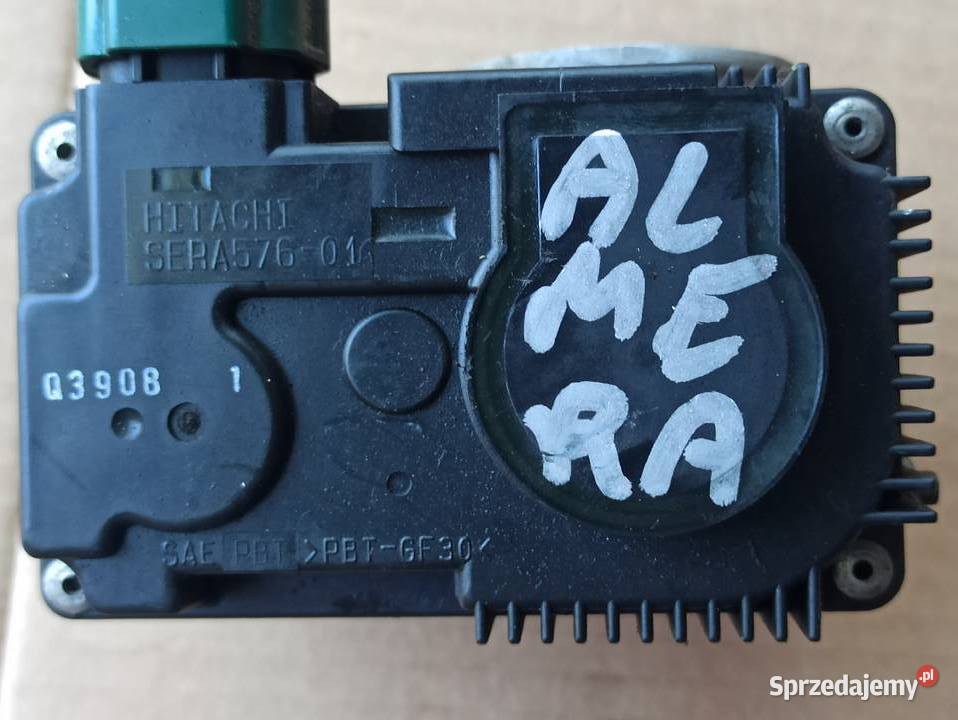 HITACHI
SERA576-01
Q3908 1
AL
ME
RA
SAE PBT >PBT-GF30<
Sprzedajemy.pl